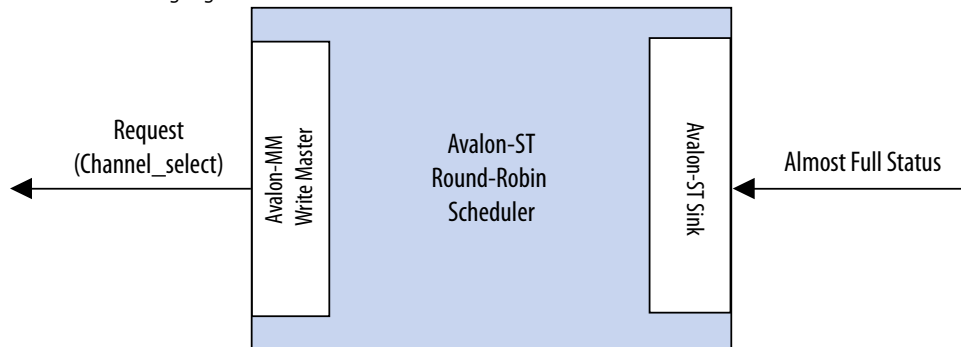 Request
(Channel_select)
Avalon-MM
Write Master
Avalon-ST
Round-Robin
Scheduler
Avalon-ST Sink
Almost Full Status